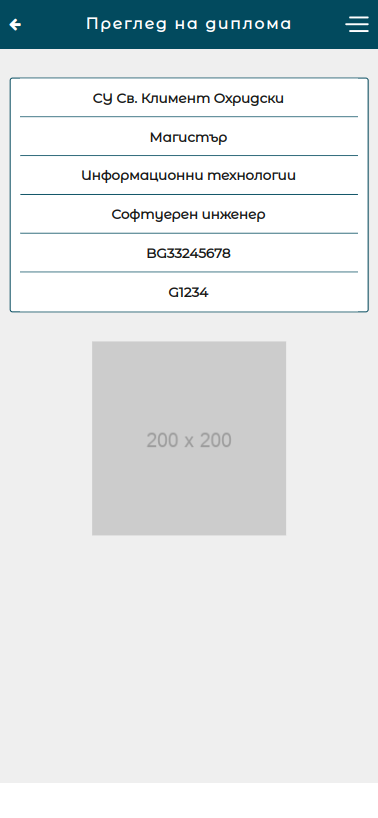 Преглед на диплома
СУ Св. Климент Охридски
Магистър
Информационни технологии
Софтуерен инженер
BG33245678
G1234
200 x 200